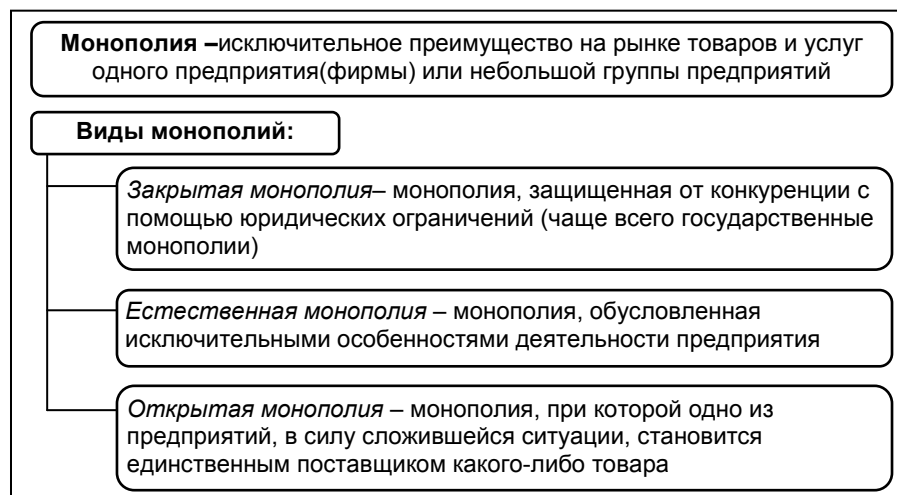 Монополия –исключительное преимущество на рынке товаров и услуг
одного предприятия(фирмы) или небольшой группы предприятий
Виды монополий:
Закрытая монополия– монополия, защищенная от конкуренции с
помощью юридических ограничений (чаще всего государственные
монополии)
Естественная монополия – монополия, обусловленная
исключительными особенностями деятельности предприятия
Открытая монополия – монополия, при которой одно из
предприятий, в силу сложившейся ситуации, становится
единственным поставщиком какого-либо товара